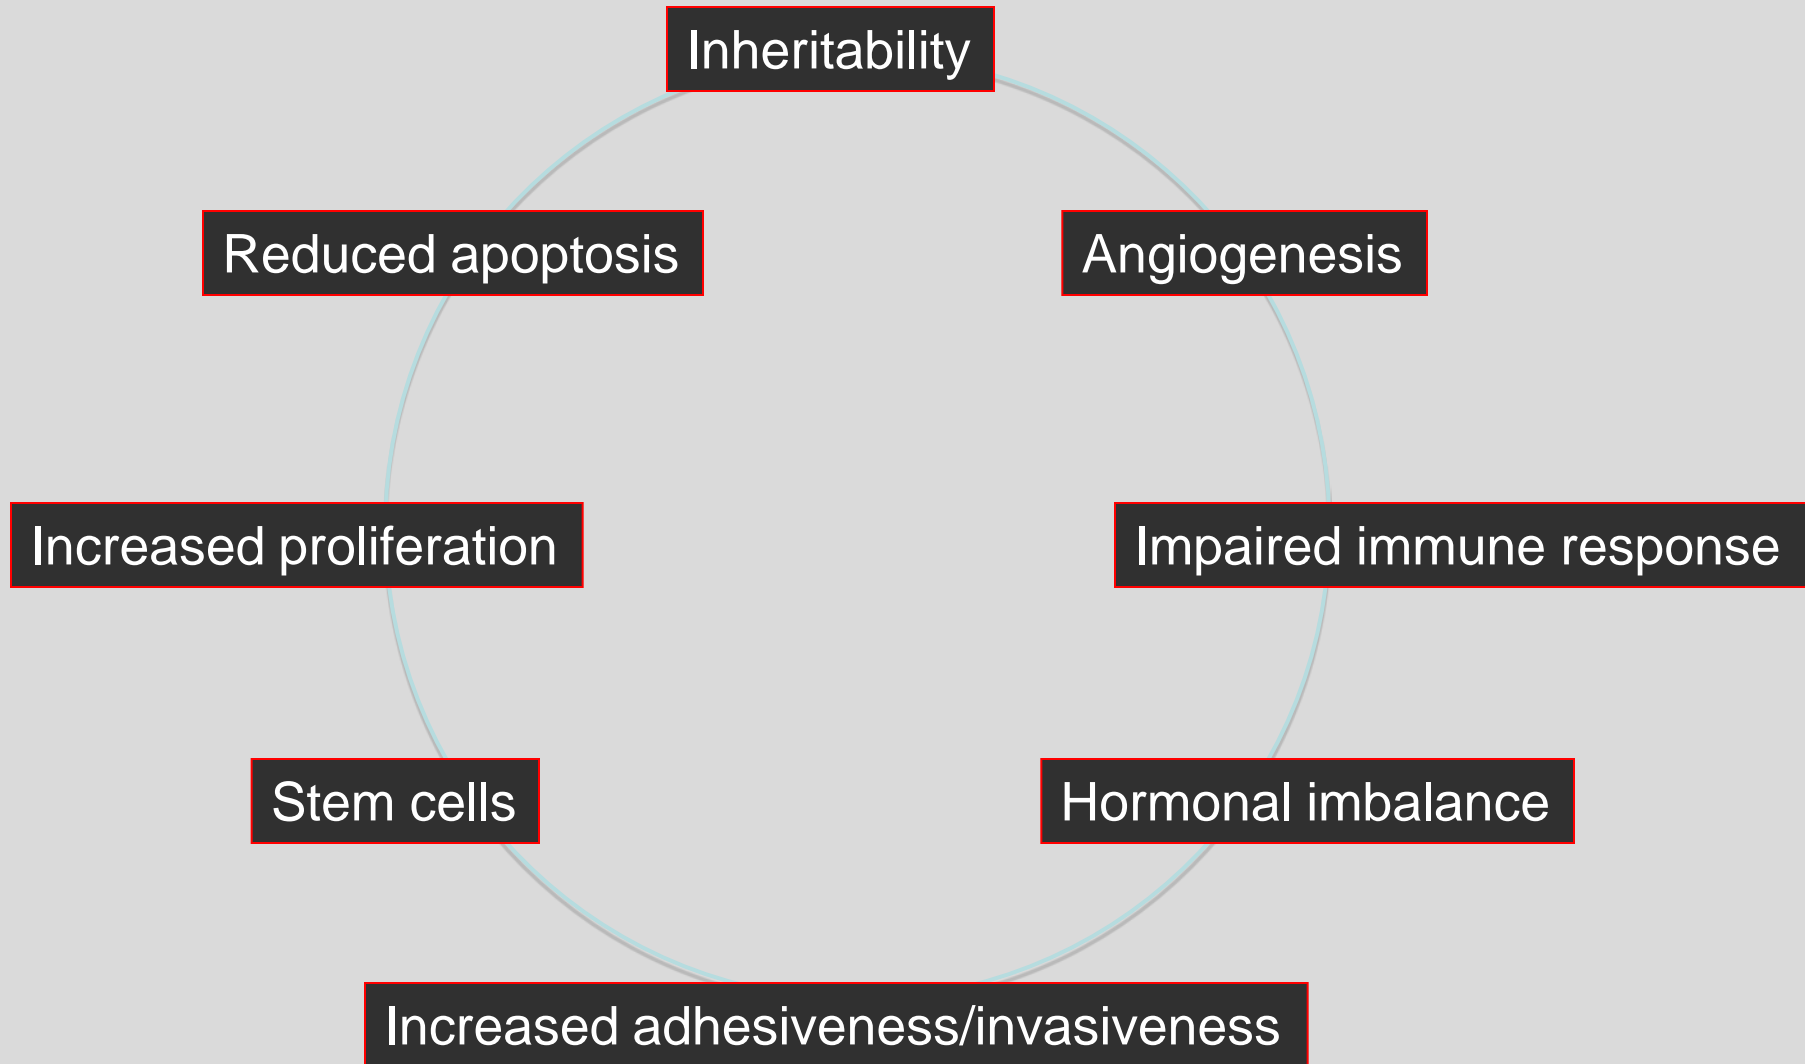 Inheritability
Reduced apoptosis
Angiogenesis
Increased proliferation
Impaired immune response
Stem cells
Hormonal imbalance
Increased adhesiveness/invasiveness